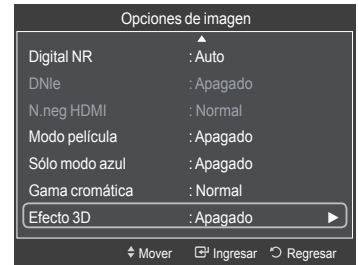 Opciones de imagen
Digital NR : Auto
DNIe : Apagado
N.neg HDMI : Normal
Modo película : Apagado
Sólo modo azul : Apagado
Gama cromática : Normal
Efecto 3D : Apagado
Mover Ingresar Regresar